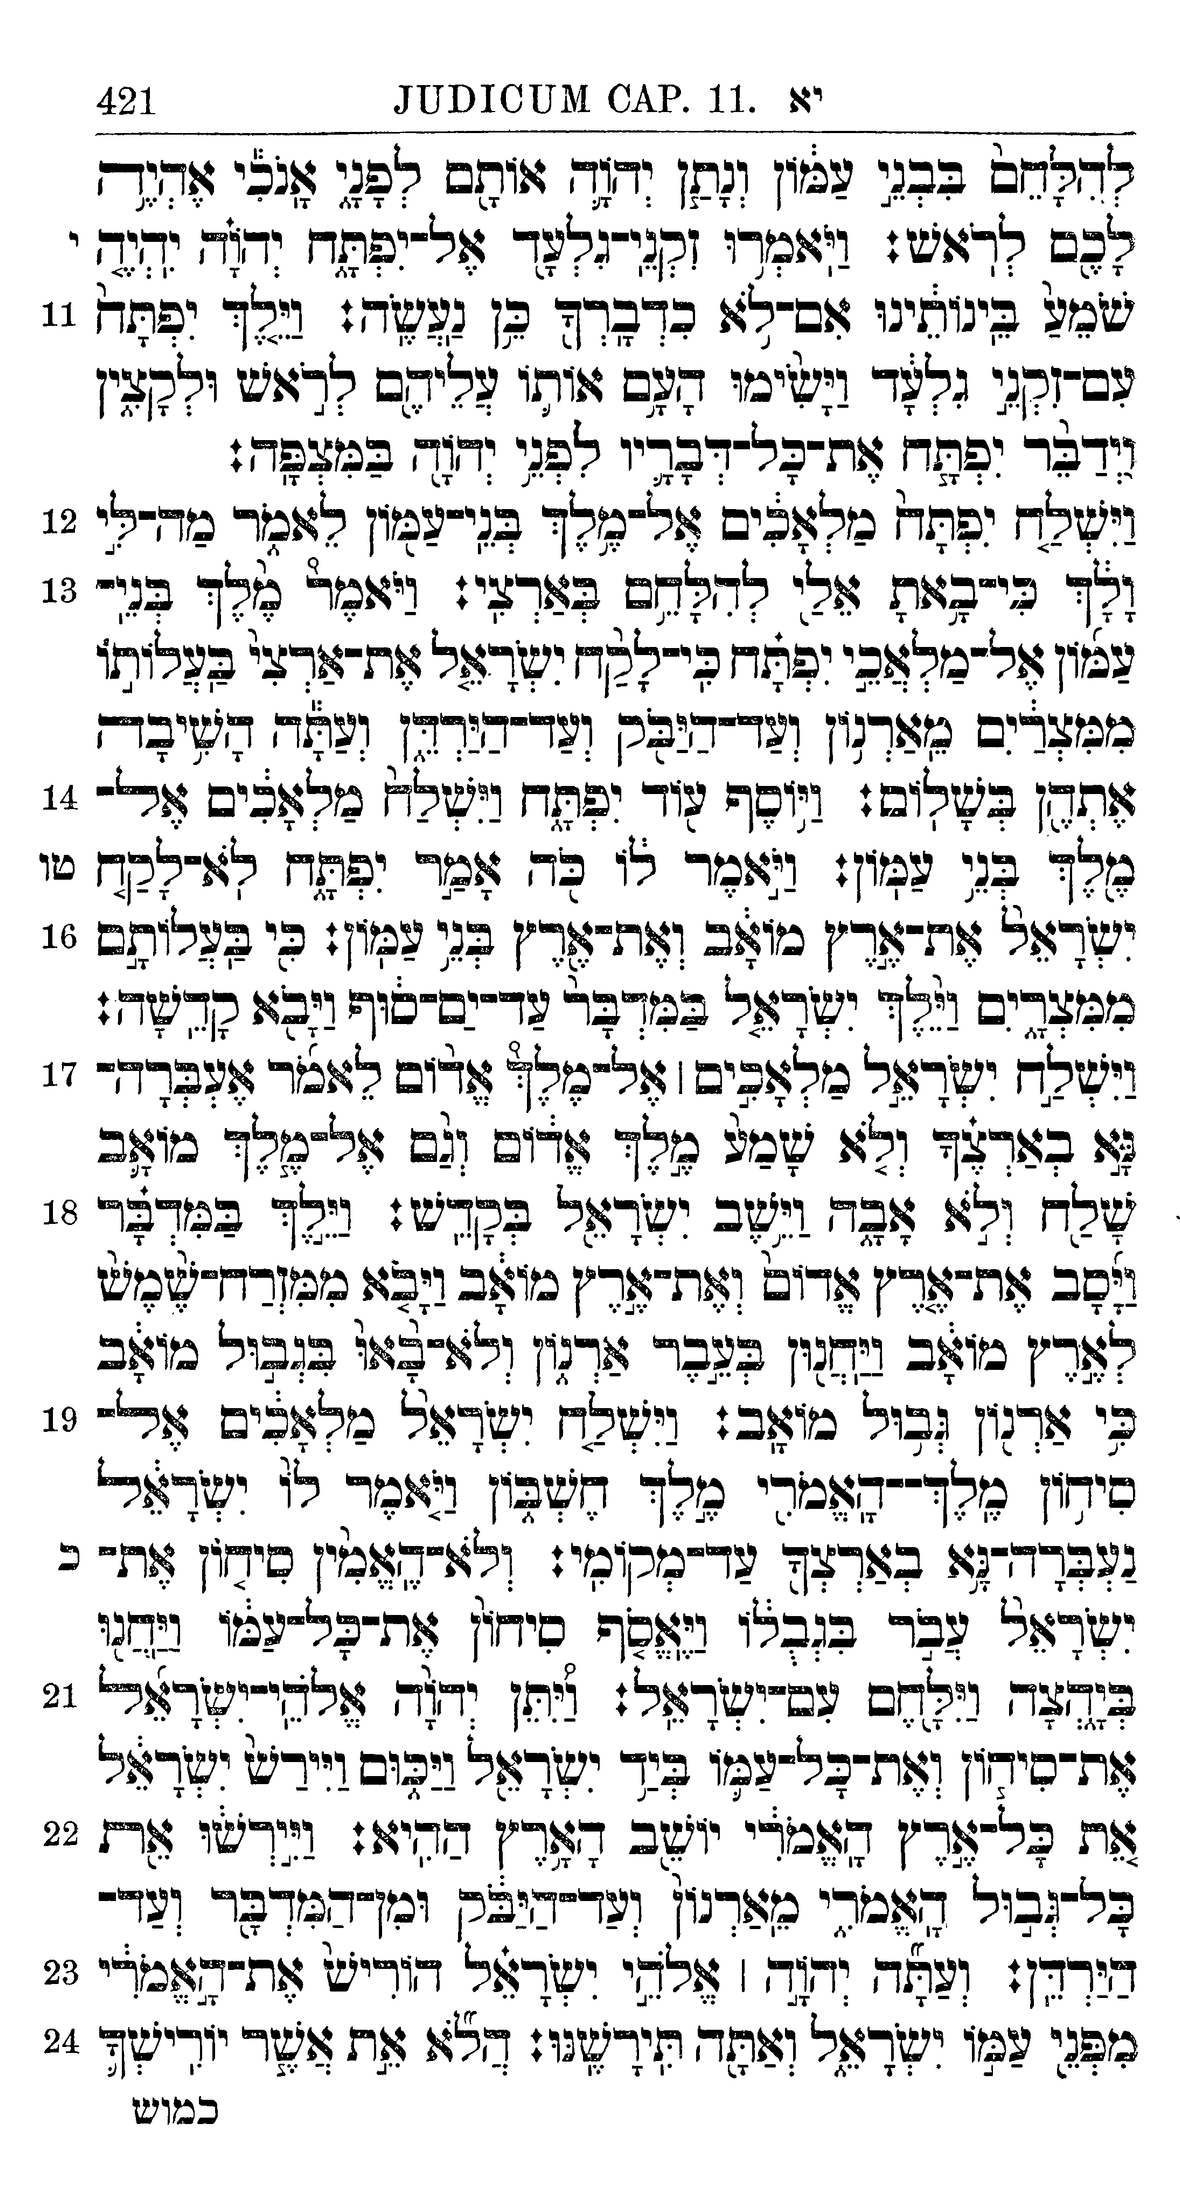 421 JUDICUM CAP. 11. יא
לְהִלָּחֵם֙ בִּבְנֵ֣י עַמּ֔וֹן וְנָתַ֧ן יְהוָ֛ה אוֹתָ֖ם לְפָנָ֑י אָֽנֹכִ֕י אֶהְיֶ֥ה
י לָכֶ֖ם לְרֹֽאשׁ׃ וַיֹּֽאמְר֥וּ זִקְנֵֽי־גִלְעָ֖ד אֶל־יִפְתָּ֑ח יְהוָ֗ה יִֽהְיֶ֤ה
11 שֹׁמֵ֙עַ֙ בֵּֽינוֹתֵ֔ינוּ אִם־לֹ֥א כִדְבָרְךָ֖ כֵּ֥ן נַעֲשֶֽׂה׃ וַיֵּ֤לֶךְ יִפְתָּח֙
עִם־זִקְנֵ֣י גִלְעָ֔ד וַיָּשִׂ֨ימוּ הָעָ֥ם אוֹת֛וֹ עֲלֵיהֶ֖ם לְרֹ֣אשׁ וּלְקָצִ֑ין
וַיְדַבֵּ֨ר יִפְתָּ֧ח אֶת־כָּל־דְּבָרָ֛יו לִפְנֵ֥י יְהוָ֖ה בַּמִּצְפָּֽה׃
12 וַיִּשְׁלַ֤ח יִפְתָּח֙ מַלְאָכִ֔ים אֶל־מֶ֥לֶךְ בְּנֵֽי־עַמּ֖וֹן לֵאמֹ֑ר מַה־לִּ֣י
13 וָלָ֔ךְ כִּי־בָ֥אתָ אֵלַ֖י לְהִלָּחֵ֥ם בְּאַרְצִֽי׃ וַיֹּאמֶר֩ מֶ֨לֶךְ בְּנֵֽי־
עַמּ֜וֹן אֶל־מַלְאֲכֵ֣י יִפְתָּ֗ח כִּֽי־לָקַ֨ח יִשְׂרָאֵ֤ל אֶת־אַרְצִי֙ בַּֽעֲלוֹת֣וֹ
מִמִּצְרַ֔יִם מֵֽאַרְנ֥וֹן וְעַד־הַיַּבֹּ֖ק וְעַד־הַיַּרְדֵּ֑ן וְעַתָּ֕ה הָשִׁ֥יבָה
14 אֶתְהֶ֖ן בְּשָׁלֽוֹם׃ וַיּ֥וֹסֶף ע֖וֹד יִפְתָּ֑ח וַיִּשְׁלַח֙ מַלְאָכִ֔ים אֶל־
טו מֶ֖לֶךְ בְּנֵ֥י עַמּֽוֹן׃ וַיֹּ֣אמֶר ל֔וֹ כֹּ֖ה אָמַ֣ר יִפְתָּ֑ח לֹֽא־לָקַ֤ח
16 יִשְׂרָאֵל֙ אֶת־אֶ֣רֶץ מוֹאָ֔ב וְאֶת־אֶ֖רֶץ בְּנֵ֥י עַמּֽוֹן׃ כִּ֖י בַּעֲלוֹתָ֣ם
מִמִּצְרָ֑יִם וַיֵּ֨לֶךְ יִשְׂרָאֵ֤ל בַּמִּדְבָּר֙ עַד־יַם־ס֔וּף וַיָּבֹ֖א קָדֵֽשָׁה׃
17 וַיִּשְׁלַ֣ח יִשְׂרָאֵ֣ל מַלְאָכִ֣ים ׀ אֶל־מֶלֶךְ֩ אֱד֨וֹם לֵאמֹ֜ר אֶעְבְּרָה־
נָּ֣א בְאַרְצֶ֗ךָ וְלֹ֤א שָׁמַע֙ מֶ֣לֶךְ אֱד֔וֹם וְגַ֨ם אֶל־מֶ֧לֶךְ מוֹאָ֛ב
18 שָׁלַ֖ח וְלֹ֣א אָבָ֑ה וַיֵּ֥שֶׁב יִשְׂרָאֵ֖ל בְּקָדֵֽשׁ׃ וַיֵּ֣לֶךְ בַּמִּדְבָּ֗ר
וַיָּ֜סָב אֶת־אֶ֤רֶץ אֱדוֹם֙ וְאֶת־אֶ֣רֶץ מוֹאָ֔ב וַיָּבֹ֤א מִמִּזְרַח־שֶׁ֨מֶשׁ֙
לְאֶ֣רֶץ מוֹאָ֔ב וַֽיַּחֲנ֖וּן בְּעֵ֣בֶר אַרְנ֑וֹן וְלֹא־בָ֙אוּ֙ בִּגְב֣וּל מוֹאָ֔ב
19 כִּ֥י אַרְנ֖וֹן גְּב֥וּל מוֹאָֽב׃ וַיִּשְׁלַ֤ח יִשְׂרָאֵל֙ מַלְאָכִ֔ים אֶל־
סִיח֥וֹן מֶֽלֶךְ־הָאֱמֹרִ֖י מֶ֣לֶךְ חֶשְׁבּ֑וֹן וַיֹּ֤אמֶר לוֹ֙ יִשְׂרָאֵ֔ל
כ נַעְבְּרָה־נָּ֥א בְאַרְצְךָ֖ עַד־מְקוֹמִֽי׃ וְלֹא־הֶאֱמִ֨ין סִיח֤וֹן אֶת־
יִשְׂרָאֵל֙ עֲבֹ֣ר בִּגְבֻל֔וֹ וַיֶּאֱסֹ֤ף סִיחוֹן֙ אֶת־כָּל־עַמּ֔וֹ וַֽיַּחֲנ֖וּ
21 בְּיָ֑הְצָה וַיִּלָּ֖חֶם עִם־יִשְׂרָאֵֽל׃ וַיִּתֵּ֠ן יְהוָ֨ה אֱלֹהֵֽי־יִשְׂרָאֵ֜ל
אֶת־סִיח֧וֹן וְאֶת־כָּל־עַמּ֛וֹ בְּיַ֥ד יִשְׂרָאֵ֖ל וַיַּכּ֑וּם וַיִּירַשׁ֙ יִשְׂרָאֵ֔ל
22 אֵ֚ת כָּל־אֶ֣רֶץ הָאֱמֹרִ֔י יוֹשֵׁ֖ב הָאָ֥רֶץ הַהִֽיא׃ וַיִּ֣ירְשׁ֔וּ אֵ֖ת
כָּל־גְּב֣וּל הָאֱמֹרִ֑י מֵֽאַרְנוֹן֙ וְעַד־הַיַּבֹּ֔ק וּמִן־הַמִּדְבָּ֖ר וְעַד־
23 הַיַּרְדֵּֽן׃ וְעַתָּ֞ה יְהוָ֣ה ׀ אֱלֹהֵ֣י יִשְׂרָאֵ֗ל הוֹרִישׁ֙ אֶת־הָ֣אֱמֹרִ֔י
24 מִפְּנֵ֖י עַמּ֣וֹ יִשְׂרָאֵ֑ל וְאַתָּ֖ה תִּירָשֶֽׁנּוּ׃ הֲלֹ֞א אֵ֣ת אֲשֶׁ֧ר יוֹרִֽישְׁךָ֛
כמוש